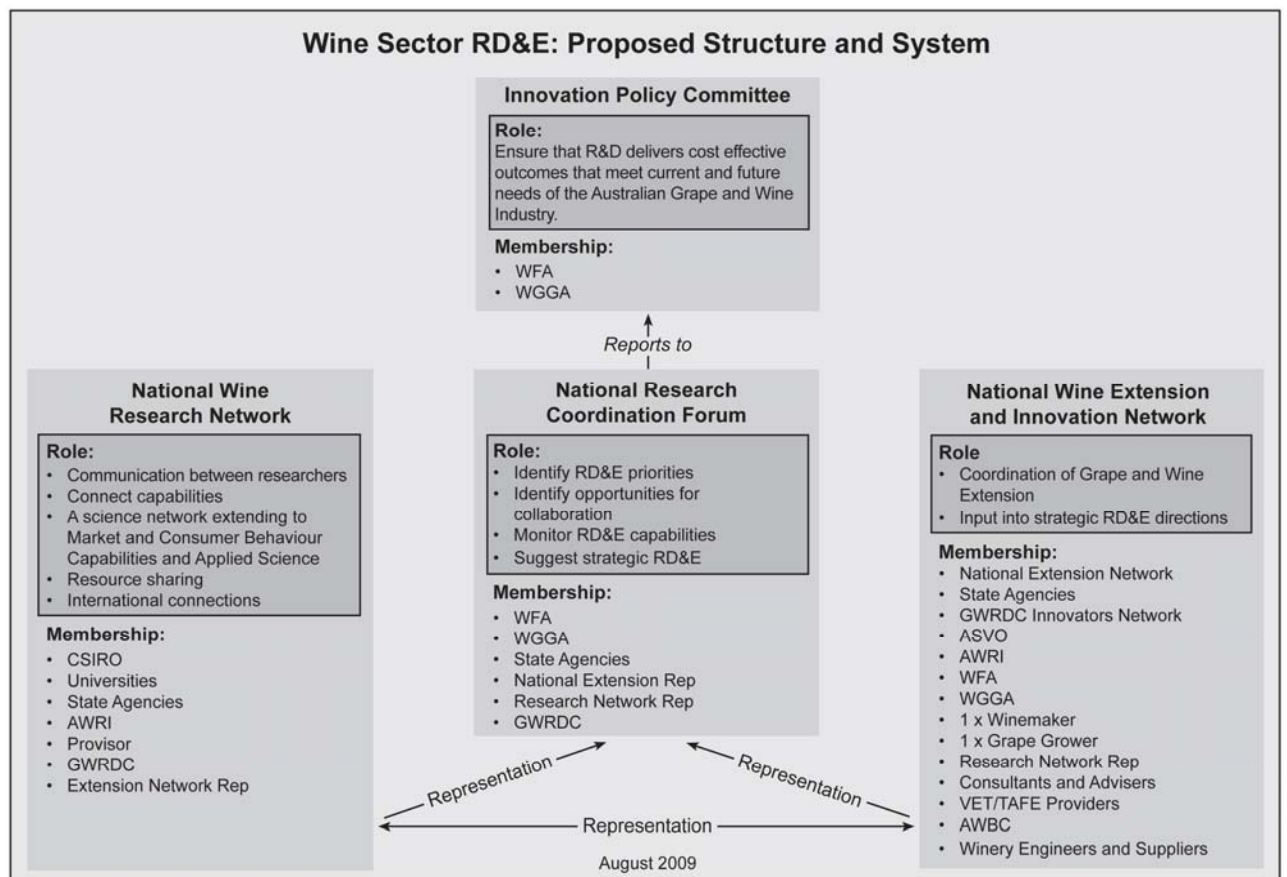 Wine Sector RD&E: Proposed Structure and System
Innovation Policy Committee
Role:
Ensure that R&D delivers cost effective
outcomes that meet current and future
needs of the Australian Grape and Wine
Industry.
Membership:
• WFA
• WGGA
Reports to
National Wine
Research Network
Role:
• Communication between researchers
• Connect capabilities
• A science network extending to
Market and Consumer Behaviour
Capabilities and Applied Science
• Resource sharing
• International connections
Membership:
• CSIRO
• Universities
• State Agencies
• AWRI
• Provisor
• GWRDC
• Extension Network Rep
National Research
Coordination Forum
Role:
• Identify RD&E priorities
• Identify opportunities for
collaboration
• Monitor RD&E capabilities
• Suggest strategic RD&E
Membership:
• WFA
• WGGA
• State Agencies
• National Extension Rep
• Research Network Rep
• GWRDC
National Wine Extension
and Innovation Network
Role
• Coordination of Grape and Wine
Extension
• Input into strategic RD&E directions
Membership:
• National Extension Network
• State Agencies
• GWRDC Innovators Network
• ASVO
• AWRI
• WFA
• WGGA
• 1 x Winemaker
• 1 x Grape Grower
• Research Network Rep
• Consultants and Advisers
• VET/TAFE Providers
• AWBC
• Winery Engineers and Suppliers
Representation
Representation
Representation
August 2009